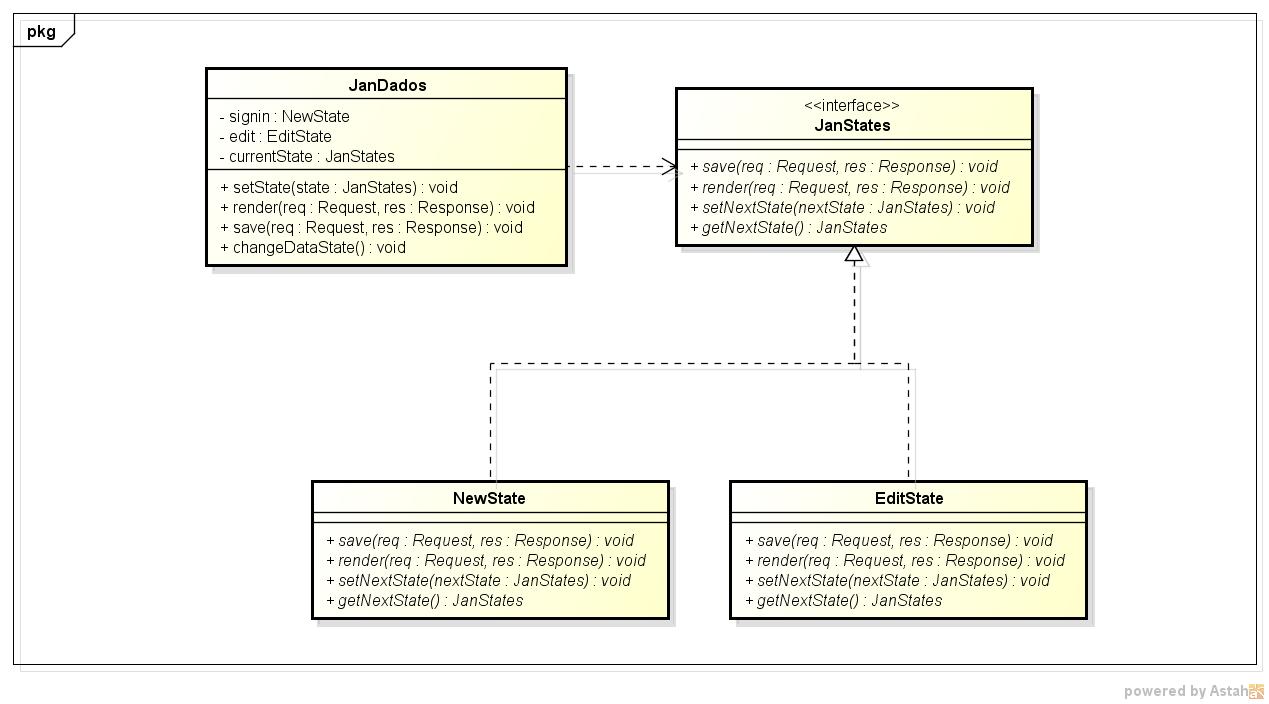 pkg
JanDados
- signin : NewState
- edit : EditState
- currentState : JanStates
+ setState(state : JanStates) : void
+ render(req : Request, res : Response) : void
+ save(req : Request, res : Response) : void
+ changeDataState() : void
<<interface>>
JanStates
+ save(req : Request, res : Response) : void
+ render(req : Request, res : Response) : void
+ setNextState(nextState : JanStates) : void
+ getNextState() : JanStates
NewState
+ save(req : Request, res : Response) : void
+ render(req : Request, res : Response) : void
+ setNextState(nextState : JanStates) : void
+ getNextState() : JanStates
EditState
+ save(req : Request, res : Response) : void
+ render(req : Request, res : Response) : void
+ setNextState(nextState : JanStates) : void
+ getNextState() : JanStates
powered by Astah